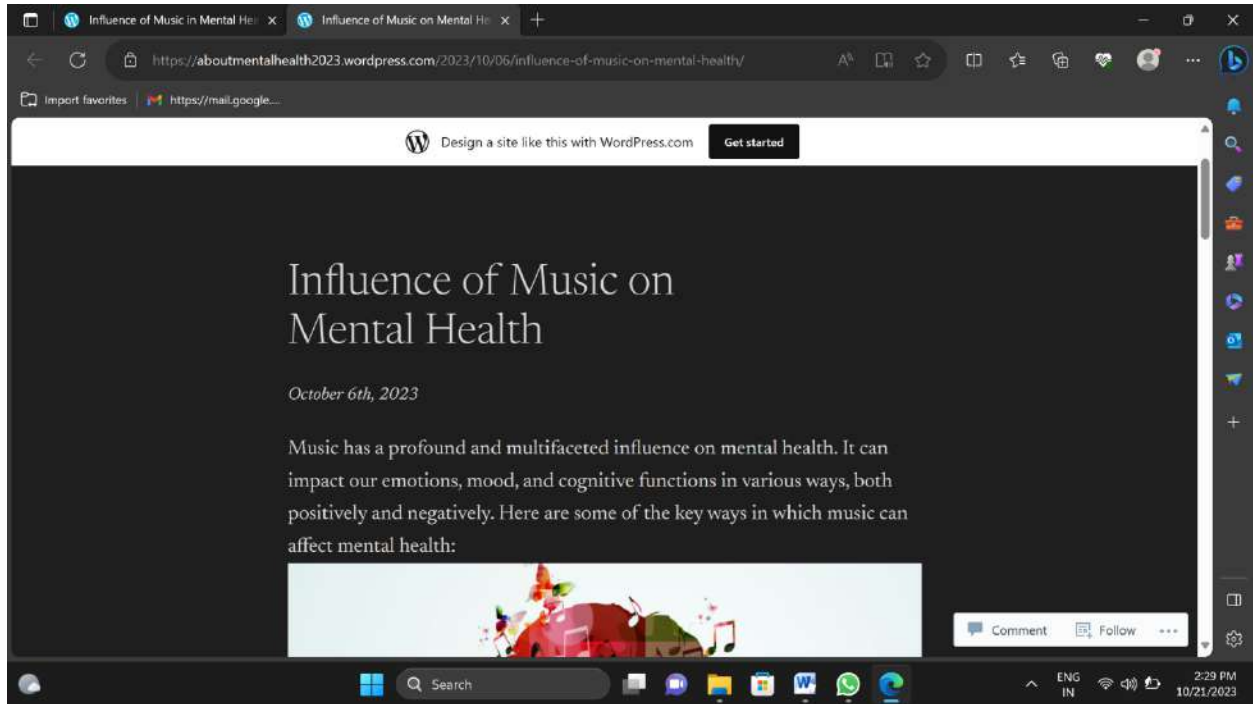 Influence of Music in Mental Hea
Influence of Music on Mental He
https://aboutmentalhealth2023.wordpress.com/2023/10/06/influence-of-music-on-mental-health/
Import favorites
https://mail.google....
Design a site like this with WordPress.com
Get started
Influence of Music on
Mental Health
October 6th, 2023
Music has a profound and multifaceted influence on mental health. It can
impact our emotions, mood, and cognitive functions in various ways, both
positively and negatively. Here are some of the key ways in which music can
affect mental health:
Comment
Follow
Search
ENG
IN
2:29 PM
10/21/2023